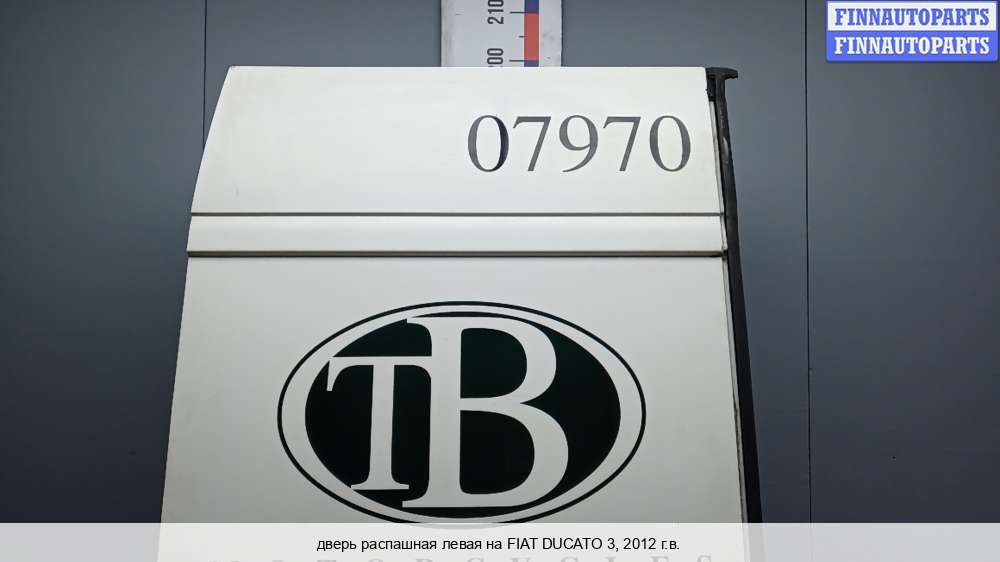 210
200
FINNAUTOPARTS
FINNAUTOPARTS
07970
TB
дверь распашная левая на FIAT DUCATO 3, 2012 г.в.